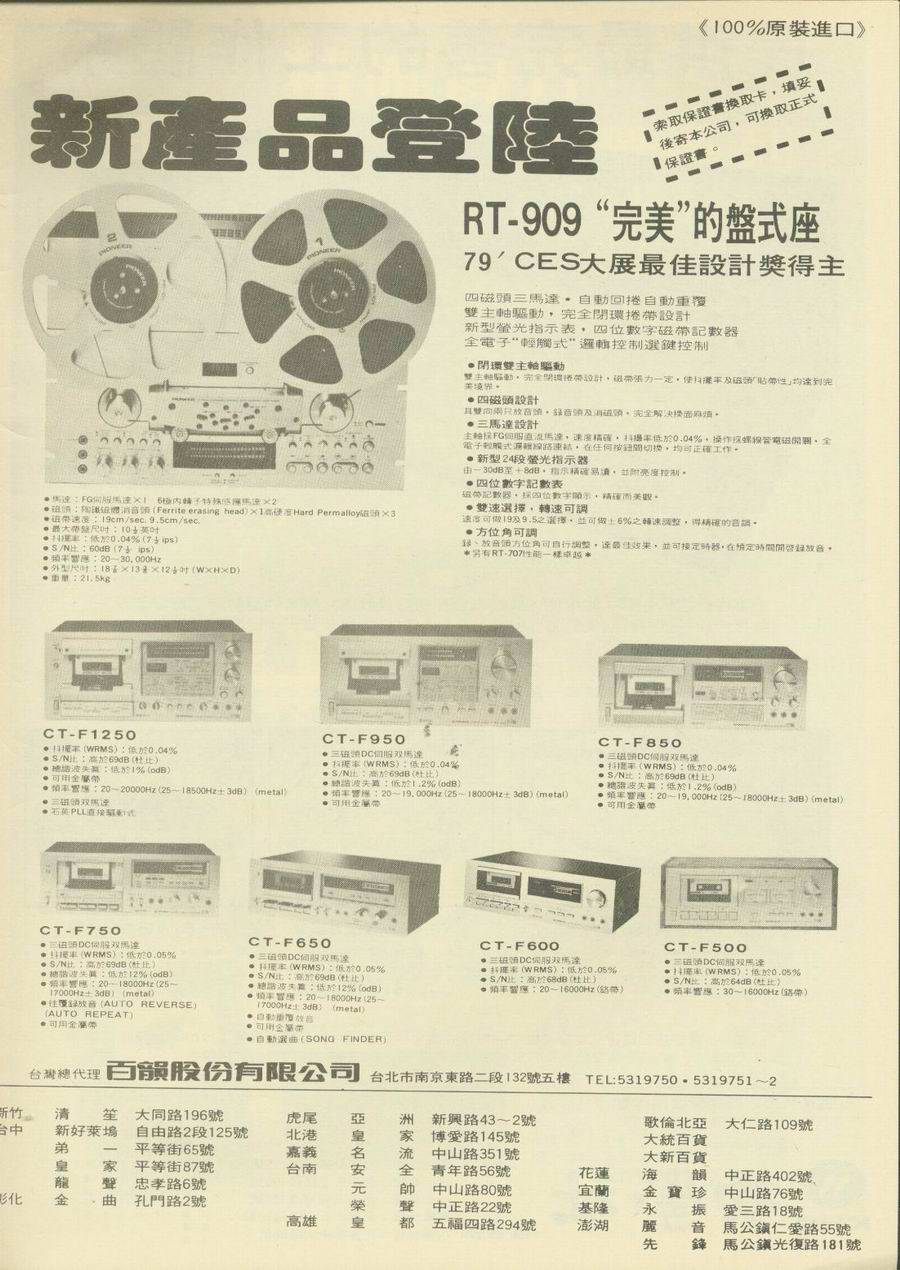 《100%原裝進口》
新產品登陸
索取保證書換取卡，填妥
後寄本公司，可換取正式
保證書。
RT-909 “完美”的盤式座
79′ CES大展最佳設計獎得主
四磁頭三馬達・自動回捲自動重覆
雙主軸驅動，完全閉環捲帶設計
新型螢光指示表，四位數字磁帶記數器
全電子“輕觸式”邏輯控制選鍵控制
●閉環雙主軸驅動
雙主軸驅動，完全閉環捲帶設計，磁帶張力一定，使抖擺率及磁頭「貼帶性」均達到完
美境界。
●四磁頭設計
具雙向兩只放音頭，錄音頭及消磁頭，完全解決換面麻煩。
●三馬達設計
主軸採FG伺服直流馬達，速度精確，抖擺率低於0.04%，操作採螺線管電磁開關，全
電子輕觸式邏輯線路連結，在任何按鈕間切換，均可正確工作。
●新型24段螢光指示器
由－30dB至＋8dB，指示精確易讀，並附亮度控制。
●四位數字記數表
磁帶記數器，採四位數字顯示，精確而美觀。
●雙速選擇，轉速可調
速度可做19及9.5之選擇，並可做±6%之轉速調整，得精確的音調。
●方位角可調
錄、放音頭方位角可自行調整，達最佳效果，並可接定時器，在預定時間開啓錄放音。
＊另有RT-707性能一樣卓越＊
●馬達：FG伺服馬達×1 6極內轉子特殊感應馬達×2
●磁頭：陶鐵磁體消音頭 (Ferrite erasing head)×1高硬度Hard Permalloy磁頭×3
●磁帶速度：19cm/sec. 9.5cm/sec.
●最大帶盤尺吋：10½英吋
●抖擺率：低於0.04% (7½ ips)
●S/N比：60dB (7½ ips)
●頻率響應：20～30,000Hz
●重量：21.5kg
CT-F1250
●抖擺率 (WRMS)：低於0.04%
●S/N比：高於69dB(杜比)
●總諧波失眞：低於1%(odB)
●可用金屬帶
●頻率響應：20～20000Hz(25～18500Hz±3dB) (metal)
●三磁頭双馬達
●石英PLL直接驅動式
CT-F950
●三磁頭DC伺服双馬達
●抖擺率 (WRMS)：低於0.04%
●S/N比：高於69dB(杜比)
●總諧波失眞：低於1.2%(odB)
●頻率響應：20～19,000Hz(25～18000Hz±3dB) (metal)
●可用金屬帶
CT-F850
●三磁頭DC伺服双馬達
●抖擺率 (WRMS)：低於0.04%
●S/N比：高於69dB(杜比)
●總諧波失眞：低於1.2%(odB)
●頻率響應：20～19,000Hz(25～18000Hz±3dB) (metal)
●可用金屬帶
CT-F750
●三磁頭DC伺服双馬達
●抖擺率 (WRMS)：低於0.05%
●S/N比：高於69dB(杜比)
●總諧波失眞：低於12%(odB)
●頻率響應：20～18000Hz(25～
17000Hz±3dB) (metal)
●往覆錄放音(AUTO REVERSE)
(AUTO REPEAT)
●可用金屬帶
CT-F650
●三磁頭DC伺服双馬達
●抖擺率 (WRMS)：低於0.05%
●S/N比：高於69dB(杜比)
●總諧波失眞：低於12%(odB)
●頻率響應：20～18000Hz(25～
17000Hz±3dB) (metal)
●自動重覆放音
●可用金屬帶
●自動選曲(SONG FINDER)
CT-F600
●三磁頭DC伺服双馬達
●抖擺率 (WRMS)：低於0.05%
●S/N比：高於68dB(杜比)
●頻率響應：20～16000Hz(鉻帶)
CT-F500
●三磁頭DC伺服双馬達
●抖擺率 (WRMS)：低於0.05%
●S/N比：高於64dB(杜比)
●頻率響應：30～16000Hz(鉻帶)
台灣總代理 百韻股份有限公司 台北市南京東路二段132號五樓 TEL:5319750・5319751～2
新竹 清笙 大同路196號
台中 新好萊塢 自由路2段125號
弟一 平等街65號
皇家 平等街87號
龍聲 忠孝路6號
彰化 金曲 孔門路2號
虎尾 亞洲 新興路43～2號
北港 皇家 博愛路145號
嘉義 名流 中山路351號
台南 安全 青年路56號
元帥 中山路80號
榮聲 中正路22號
高雄 皇都 五福四路294號
歌倫北亞 大仁路109號
大統百貨
大新百貨
花蓮 海韻 中正路402號
宜蘭 金寶珍 中山路76號
基隆 永振 愛三路18號
澎湖 麗音 馬公鎭仁愛路55號
先鋒 馬公鎭光復路181號